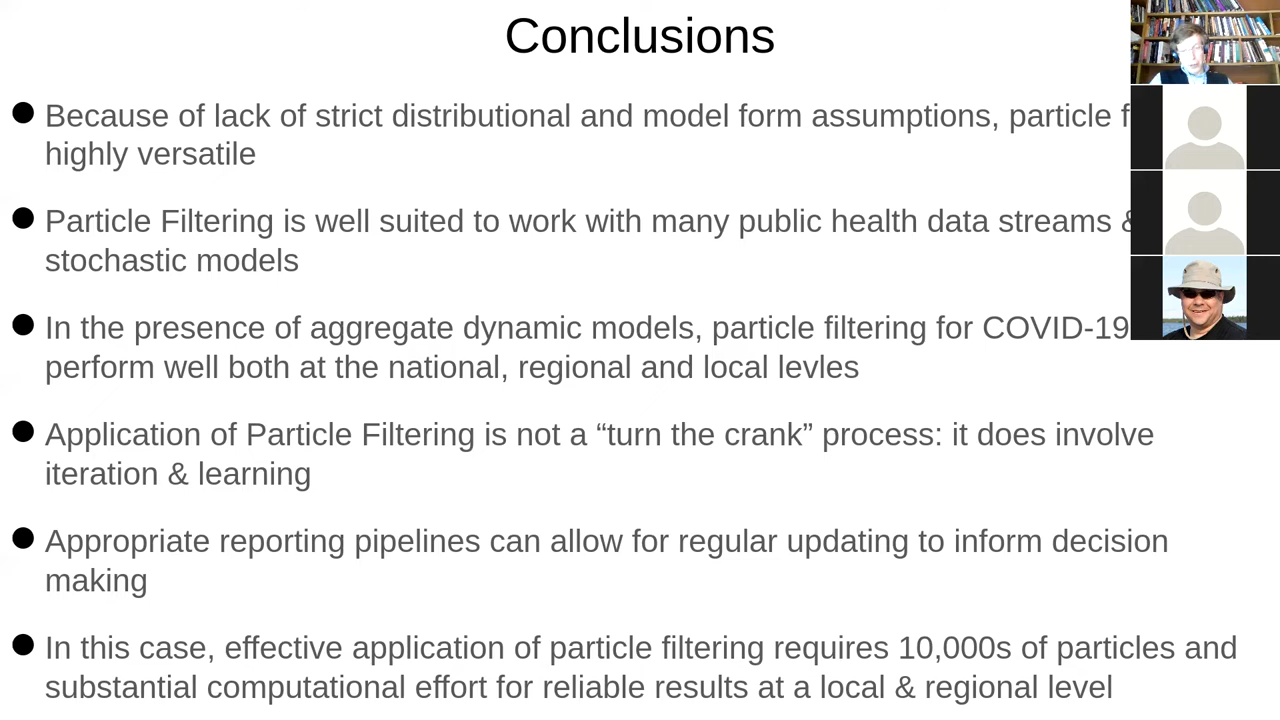 Conclusions
Because of lack of strict distributional and model form assumptions, particle
highly versatile
Particle Filtering is well suited to work with many public health data streams &
stochastic models
In the presence of aggregate dynamic models, particle filtering for COVID-19
perform well both at the national, regional and local levles
Application of Particle Filtering is not a “turn the crank” process: it does involve
iteration & learning
Appropriate reporting pipelines can allow for regular updating to inform decision
making
In this case, effective application of particle filtering requires 10,000s of particles and
substantial computational effort for reliable results at a local & regional level